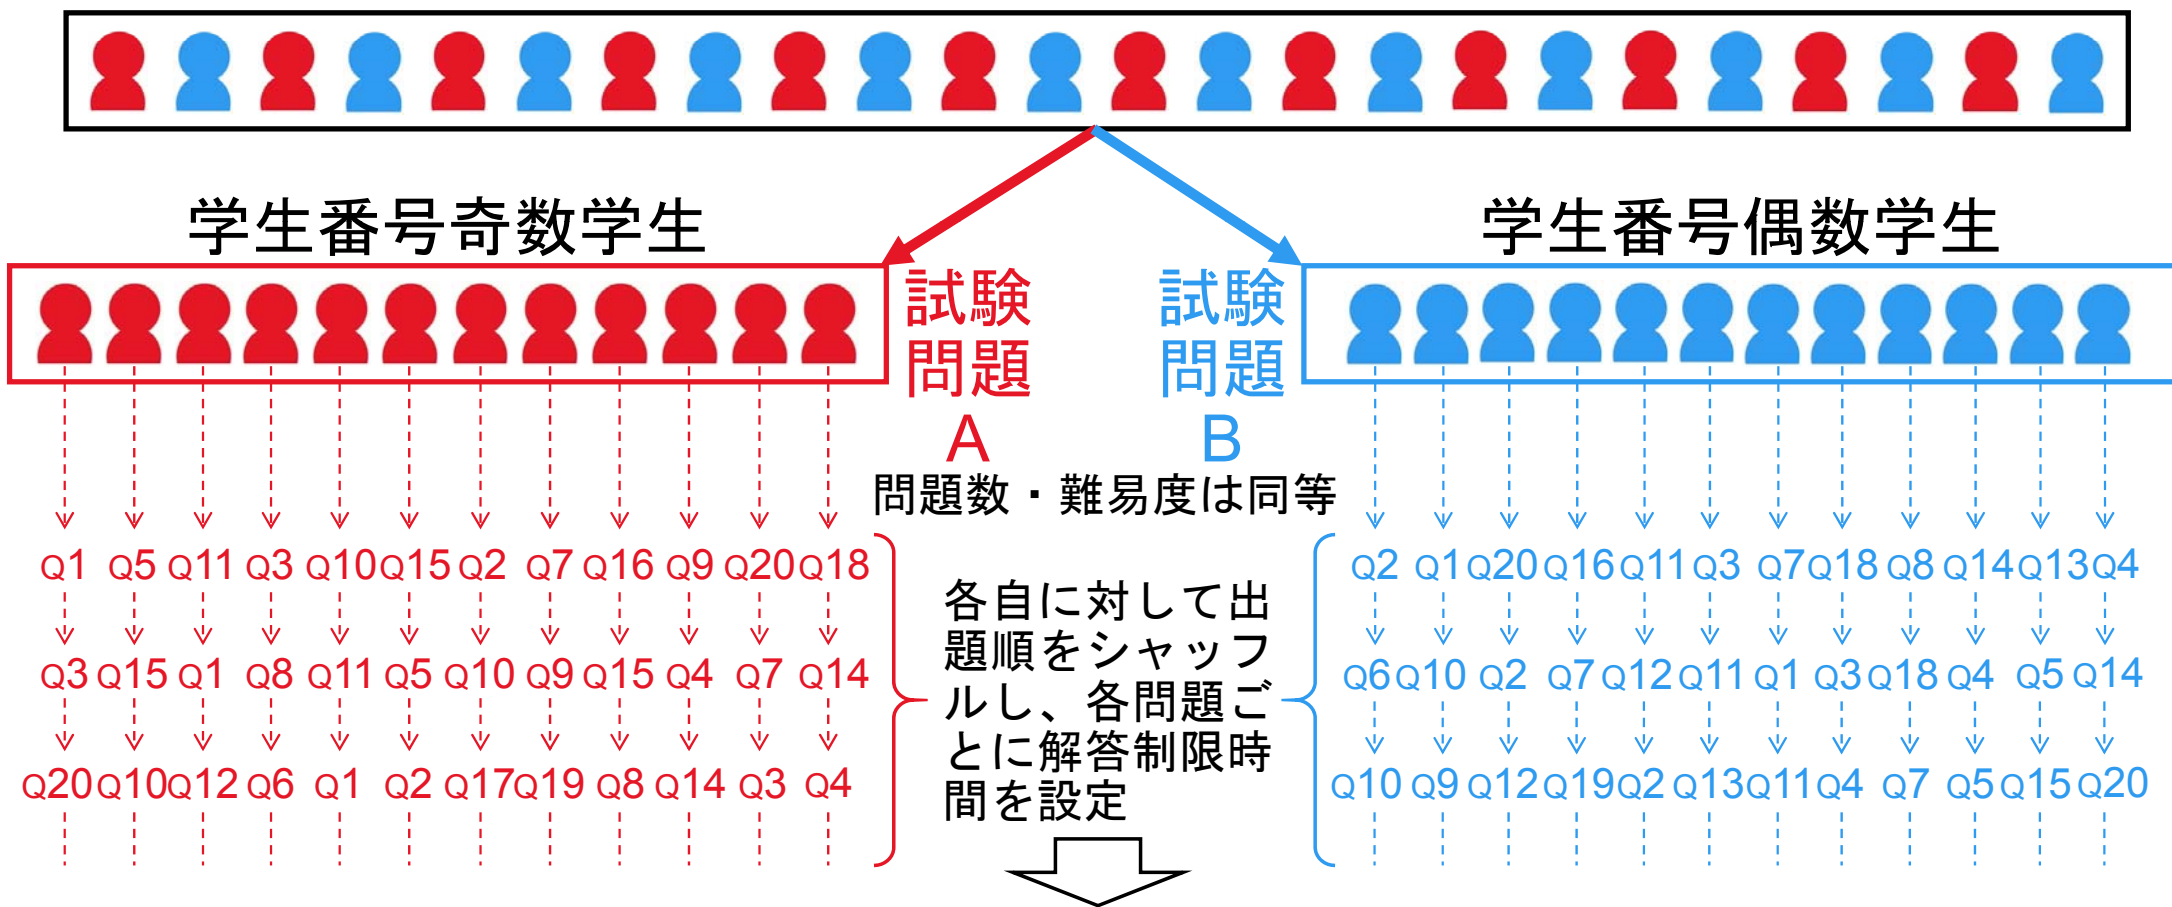 学生番号奇数学生
学生番号偶数学生
試験
問題
A
試験
問題
B
問題数・難易度は同等
Q1 Q5 Q11 Q3 Q10 Q15 Q2 Q7 Q16 Q9 Q20 Q18
Q3 Q15 Q1 Q8 Q11 Q5 Q10 Q9 Q15 Q4 Q7 Q14
Q20 Q10 Q12 Q6 Q1 Q2 Q17 Q19 Q8 Q14 Q3 Q4
各自に対して出
題順をシャッフ
ルし、各問題ご
とに解答制限時
間を設定
Q2 Q1 Q20 Q16 Q11 Q3 Q7 Q18 Q8 Q14 Q13 Q4
Q6 Q10 Q2 Q7 Q12 Q11 Q1 Q3 Q18 Q4 Q5 Q14
Q10 Q9 Q12 Q19 Q2 Q13 Q11 Q4 Q7 Q5 Q15 Q20